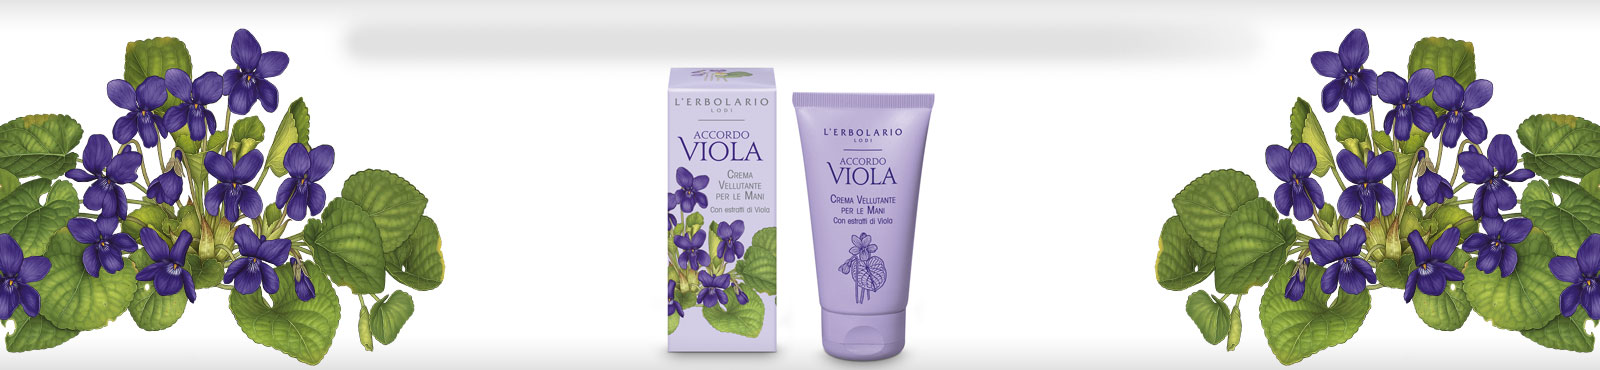 L'ERBOLARIO
LODI
ACCORDO
VIOLA
CREMA
VELLUTANTE
PER LE MANI
Con estratti di Viola
L'ERBOLARIO
LODI
ACCORDO
VIOLA
CREMA VELLUTANTE
PER LE MANI
Con estratti di Viola